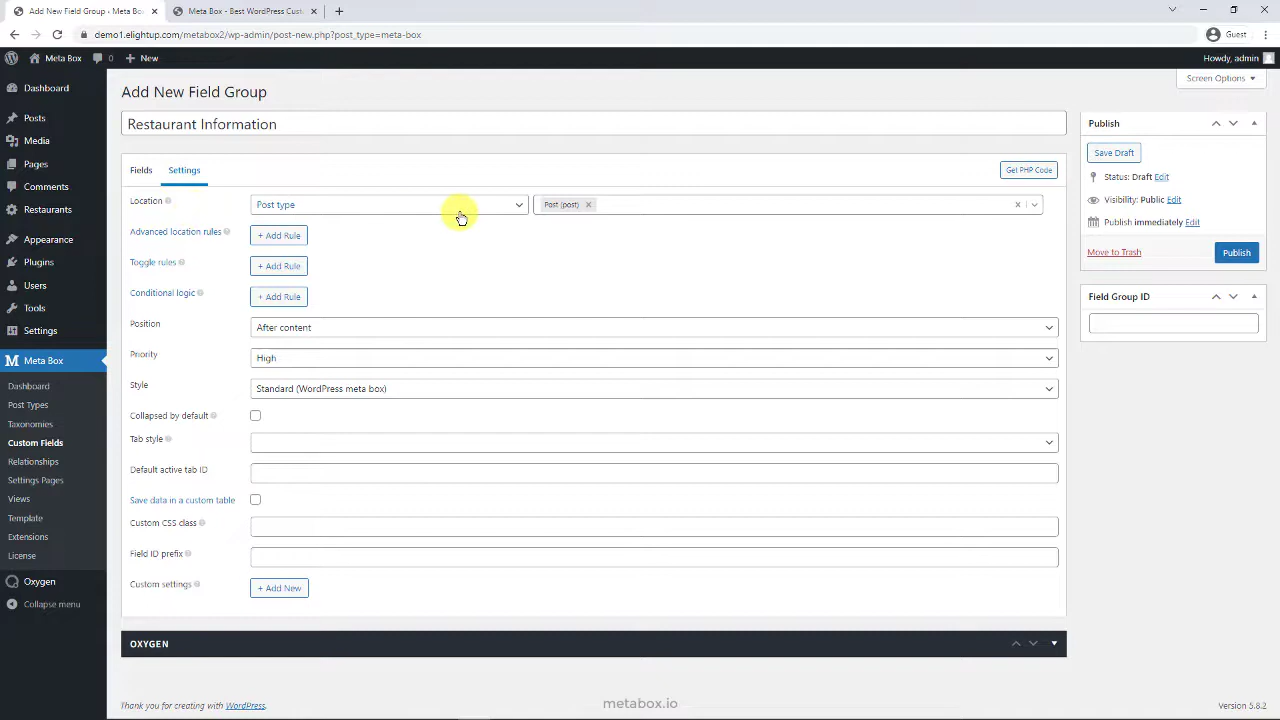 Add New Field Group ‹ Meta Bo
Meta Box - Best WordPress Cust
demo1.elightup.com/metabox2/wp-admin/post-new.php?post_type=meta-box
Guest
Meta Box
0
New
Howdy, admin
Screen Options
Dashboard
Posts
Media
Pages
Comments
Restaurants
Appearance
Plugins
Users
Tools
Settings
Meta Box
Dashboard
Post Types
Taxonomies
Custom Fields
Relationships
Settings Pages
Views
Template
Extensions
License
Oxygen
Collapse menu
Add New Field Group
Restaurant Information
Fields
Settings
Get PHP Code
Location
Post type
Post (post)
Advanced location rules
+ Add Rule
Toggle rules
+ Add Rule
Conditional logic
+ Add Rule
Position
After content
Priority
High
Style
Standard (WordPress meta box)
Collapsed by default
Tab style
Default active tab ID
Save data in a custom table
Custom CSS class
Field ID prefix
Custom settings
+ Add New
OXYGEN
Publish
Save Draft
Status: Draft Edit
Visibility: Public Edit
Publish immediately Edit
Move to Trash
Publish
Field Group ID
Thank you for creating with WordPress.
metabox.io
Version 5.8.2